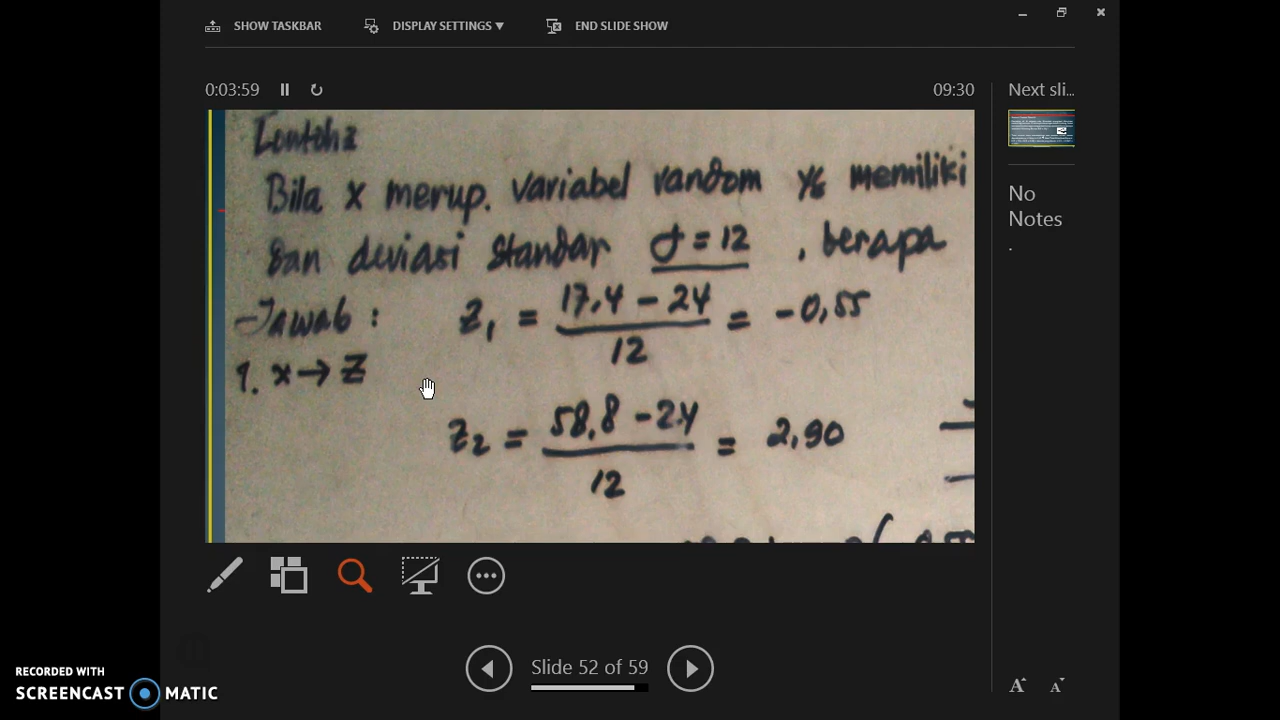 SHOW TASKBAR
DISPLAY SETTINGS ▼
END SLIDE SHOW
0:03:59
09:30
Next sli...
Contoh:
Bila x merup. variabel random yg memiliki
dan deviasi standar σ = 12 , berapa
Jawab : Z₁ = (17,4 − 24)/12 = −0,55
1. x → Z
Z₂ = (58,8 − 24)/12 = 2,90
No
Notes
.
Slide 52 of 59
RECORDED WITH
SCREENCAST MATIC
A A